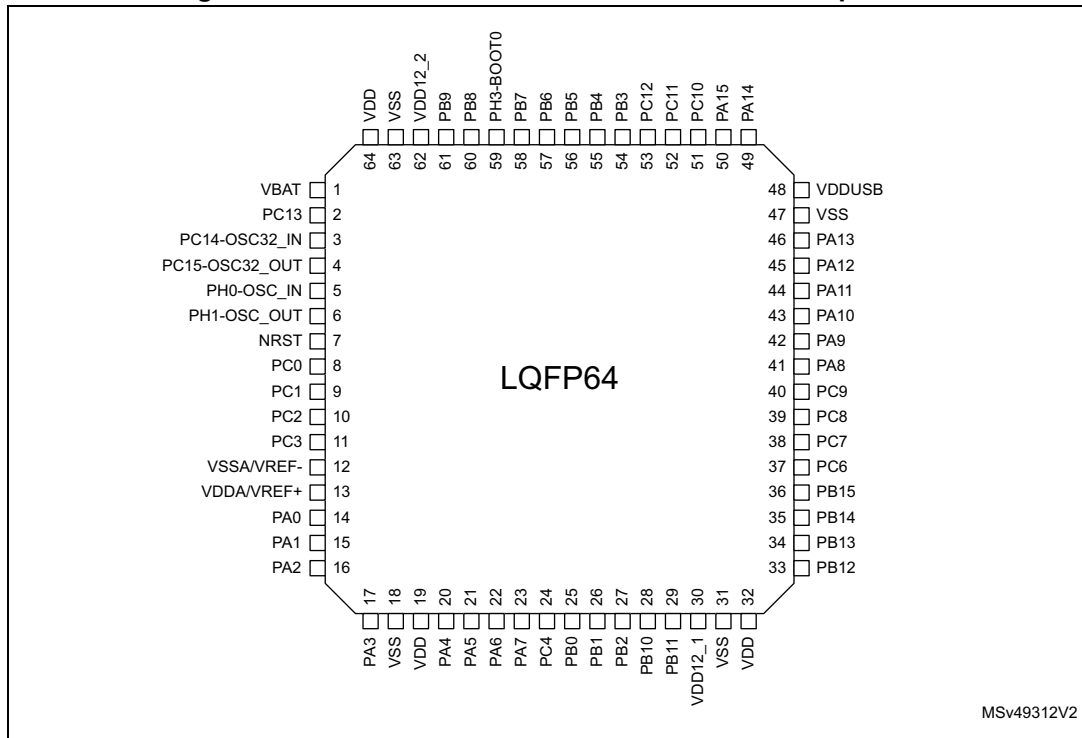 VDD
VSS
VDD12_2
PB9
PB8
PH3-BOOT0
PB7
PB6
PB5
PB4
PB3
PC12
PC11
PC10
PA15
PA14
64
63
62
61
60
59
58
57
56
55
54
53
52
51
50
49
VBAT 1
PC13 2
PC14-OSC32_IN 3
PC15-OSC32_OUT 4
PH0-OSC_IN 5
PH1-OSC_OUT 6
NRST 7
PC0 8
PC1 9
PC2 10
PC3 11
VSSA/VREF- 12
VDDA/VREF+ 13
PA0 14
PA1 15
PA2 16
LQFP64
48 VDDUSB
47 VSS
46 PA13
45 PA12
44 PA11
43 PA10
42 PA9
41 PA8
40 PC9
39 PC8
38 PC7
37 PC6
36 PB15
35 PB14
34 PB13
33 PB12
17
18
19
20
21
22
23
24
25
26
27
28
29
30
31
32
PA3
VSS
VDD
PA4
PA5
PA6
PA7
PC4
PB0
PB1
PB2
PB10
PB11
VDD12_1
VSS
VDD
MSv49312V2